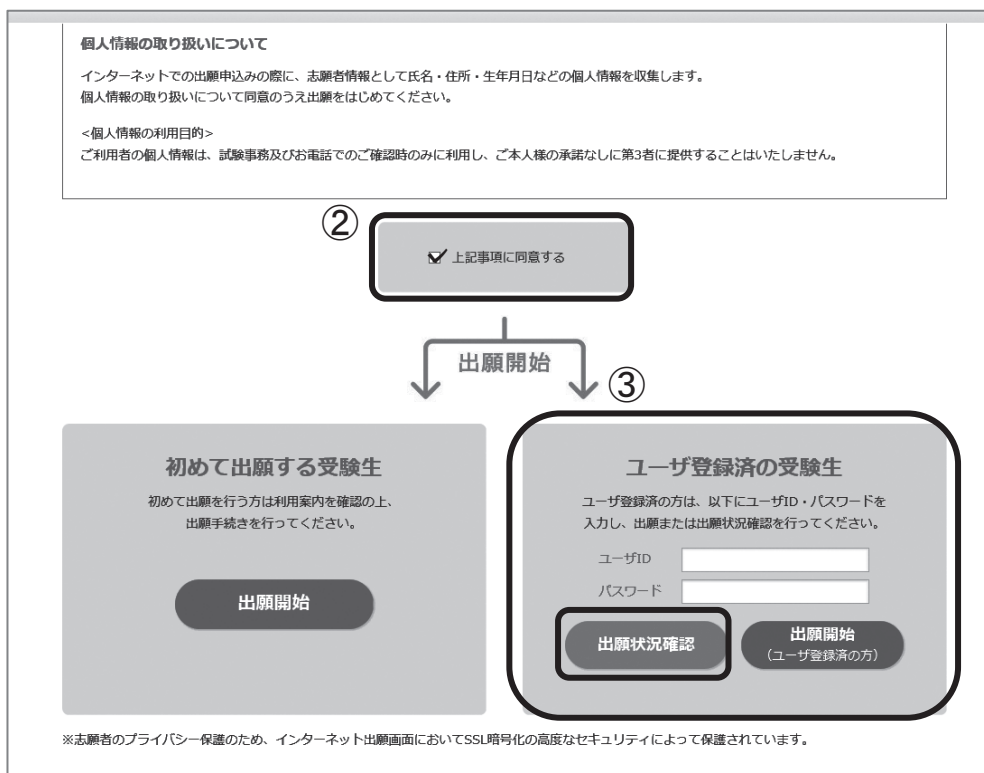 個人情報の取り扱いについて
インターネットでの出願申込みの際に、志願者情報として氏名・住所・生年月日などの個人情報を収集します。
個人情報の取り扱いについて同意のうえ出願をはじめてください。
<個人情報の利用目的>
ご利用者の個人情報は、試験事務及びお電話でのご確認時のみに利用し、ご本人様の承諾なしに第3者に提供することはいたしません。
②
上記事項に同意する
出願開始
③
初めて出願する受験生
初めて出願を行う方は利用案内を確認の上、
出願手続きを行ってください。
出願開始
ユーザ登録済の受験生
ユーザ登録済の方は、以下にユーザID・パスワードを
入力し、出願または出願状況確認を行ってください。
ユーザID
パスワード
出願状況確認
出願開始
（ユーザ登録済の方）
※志願者のプライバシー保護のため、インターネット出願画面においてSSL暗号化の高度なセキュリティによって保護されています。